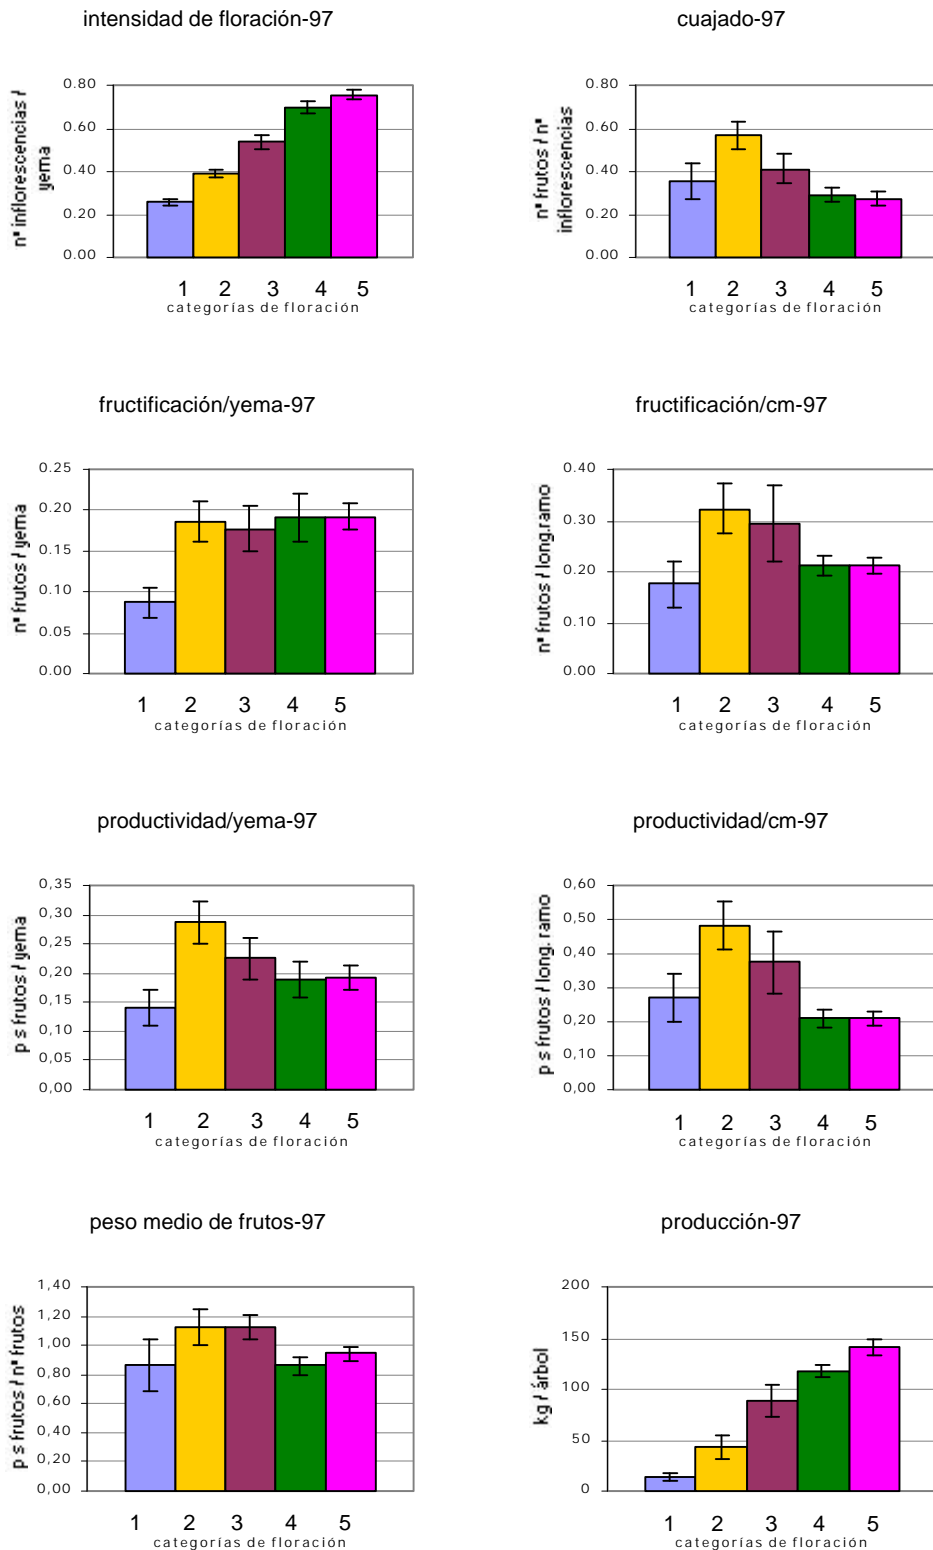 intensidad de floración-97
nª inflorescencias /
yema
0.80
0.60
0.40
0.20
0.00
1 2 3 4 5
categorías de floración
cuajado-97
nª frutos / nª
inflorescencias
0.80
0.60
0.40
0.20
0.00
1 2 3 4 5
categorías de floración
fructificación/yema-97
nª frutos / yema
0.25
0.20
0.15
0.10
0.05
0.00
1 2 3 4 5
categorías de floración
fructificación/cm-97
nª frutos / long.ramo
0.40
0.30
0.20
0.10
0.00
1 2 3 4 5
categorías de floración
productividad/yema-97
p s frutos / yema
0,35
0,30
0,25
0,20
0,15
0,10
0,05
0,00
1 2 3 4 5
categorías de floración
productividad/cm-97
p s frutos / long. ramo
0,60
0,50
0,40
0,30
0,20
0,10
0,00
1 2 3 4 5
categorías de floración
peso medio de frutos-97
p s frutos / nª frutos
1,40
1,20
1,00
0,80
0,60
0,40
0,20
0,00
1 2 3 4 5
categorías de floración
producción-97
kg / árbol
200
150
100
50
0
1 2 3 4 5
categorías de floración